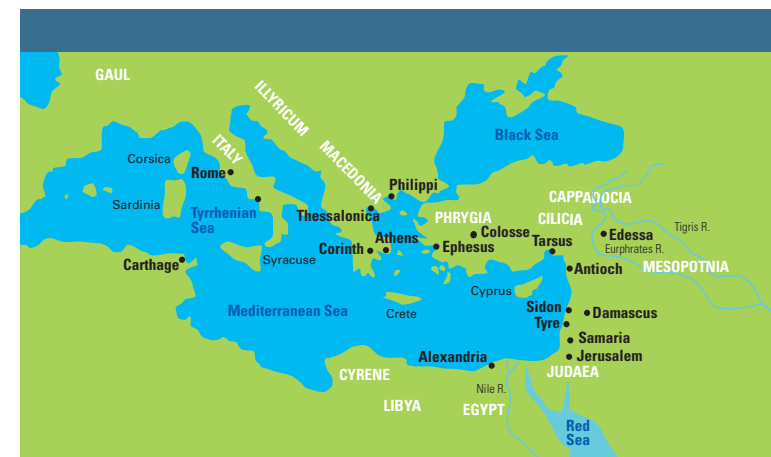 GAUL
ILLYRICUM
Black Sea
ITALY
MACEDONIA
Corsica
Rome
Philippi
CAPPADOCIA
Sardinia
Tyrrhenian
Sea
Thessalonica
PHRYGIA
CILICIA
Tigris R.
Colosse
Edessa
Athens
Tarsus
Corinth
Ephesus
Eurphrates R.
Syracuse
Carthage
Antioch
MESOPOTNIA
Cyprus
Mediterranean Sea
Crete
Sidon
Damascus
Tyre
Samaria
Alexandria
Jerusalem
CYRENE
JUDAEA
Nile R.
LIBYA
EGYPT
Red
Sea